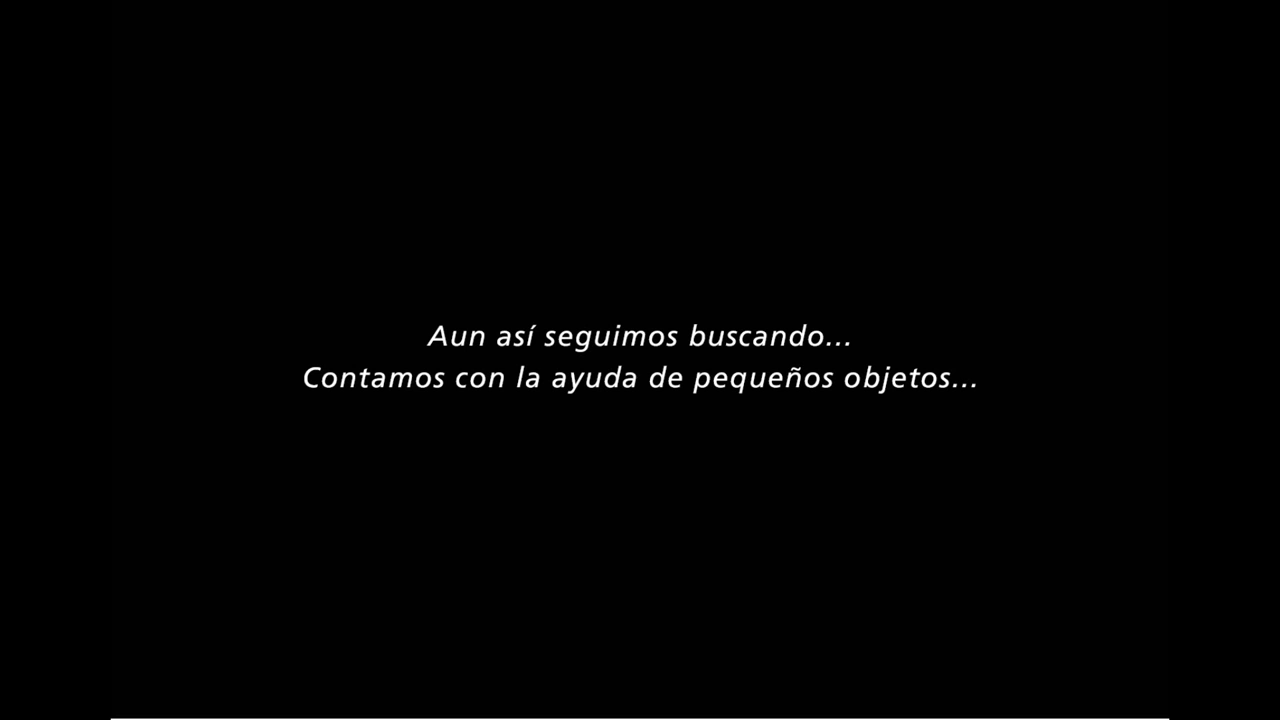 Aun así seguimos buscando...
Contamos con la ayuda de pequeños objetos...